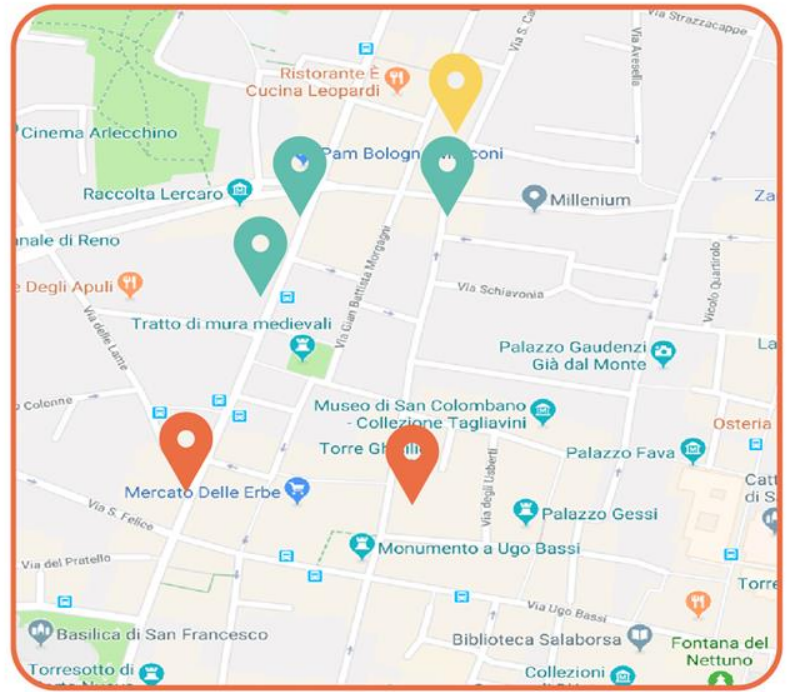 Via Strazzacappe
Via S. Ca
Via Avesella
Ristorante È
Cucina Leopardi
Cinema Arlecchino
Pam Bologn
coni
Raccolta Lercaro
Millenium
Za
nale di Reno
Via Gian Battista Morgagni
Vicolo Quartirolo
e Degli Apuli
Via Schiavonia
Via delle Lame
Tratto di mura medievali
Palazzo Gaudenzi
Già dal Monte
La
o Colonne
Museo di San Colombano
- Collezione Tagliavini
Osteria
Torre Gh
Palazzo Fava
Via degli Usberti
Catt
di S
Mercato Delle Erbe
Via S. Felice
Palazzo Gessi
Monumento a Ugo Bassi
Via del Pratello
Torre
Via Ugo Bassi
Basilica di San Francesco
Biblioteca Salaborsa
Fontana del
Nettuno
Torresotto di
Collezioni